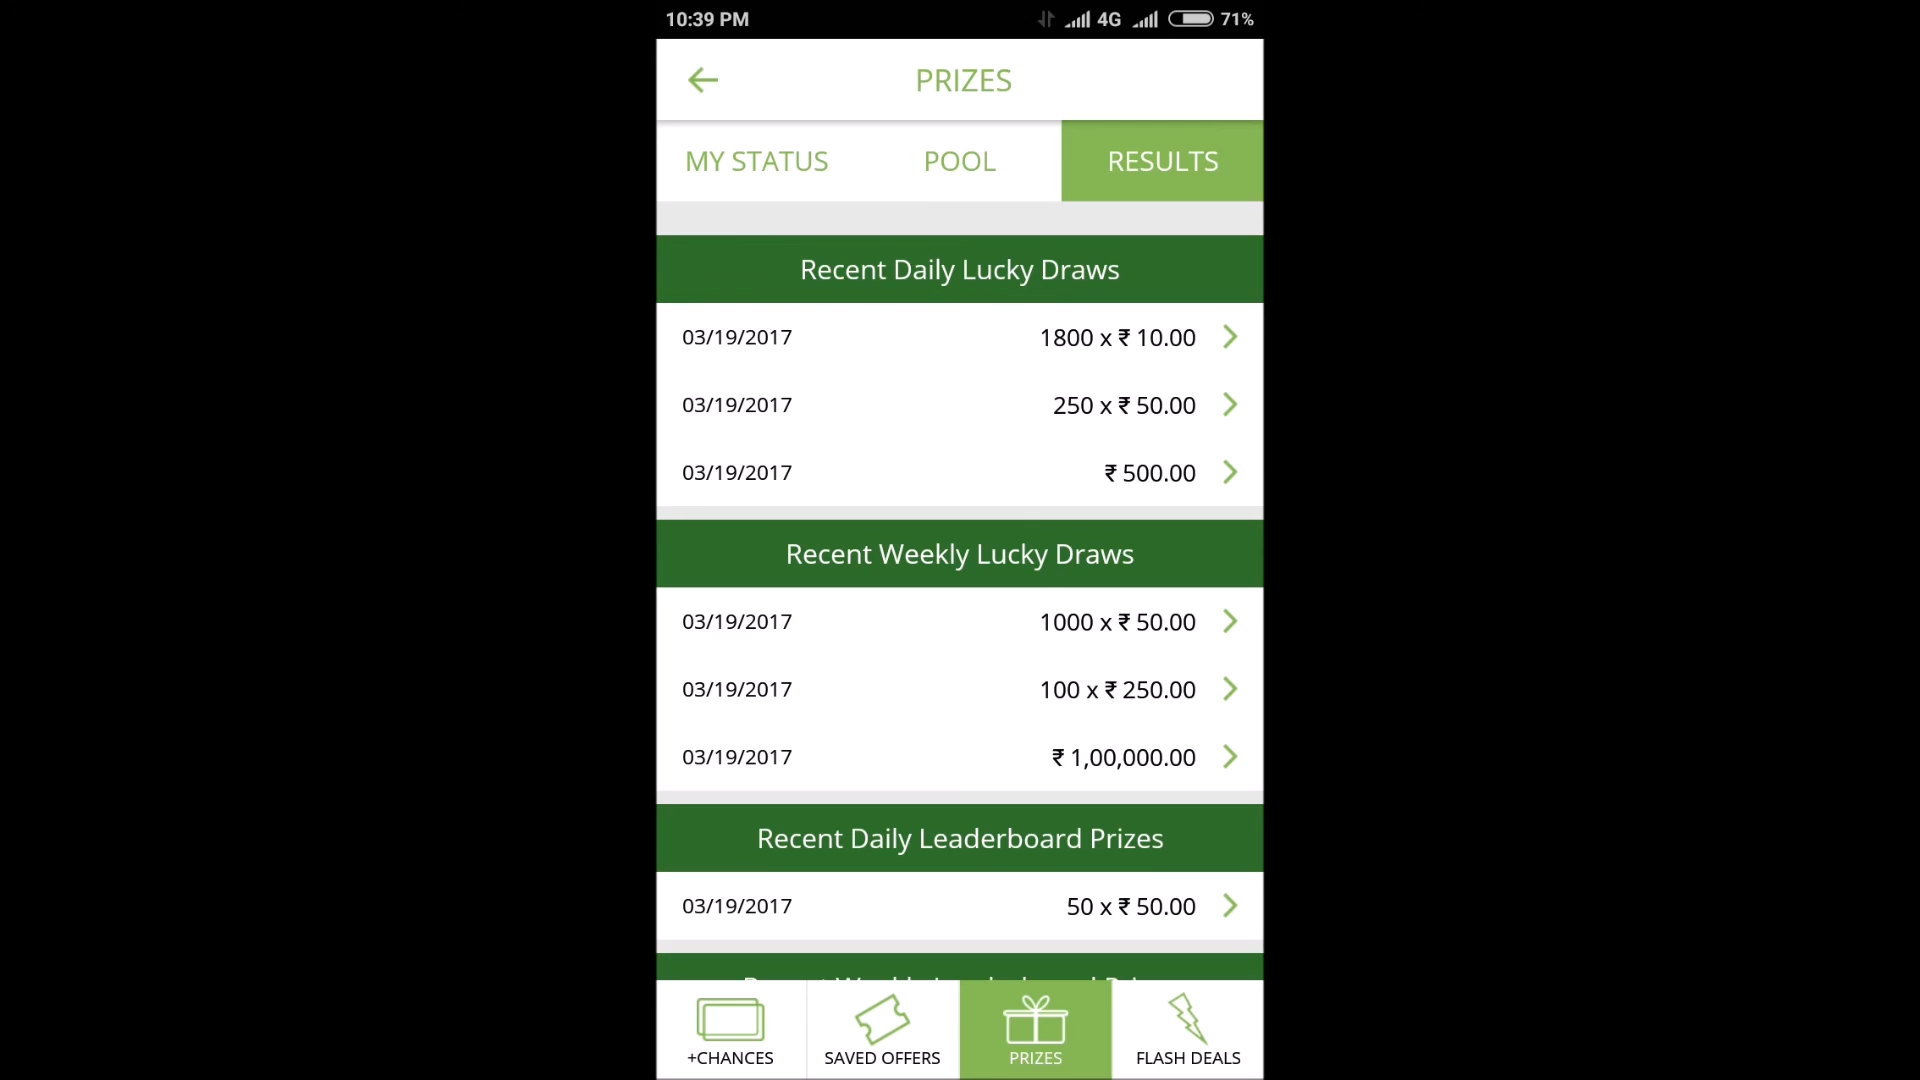 10:39 PM 4G 71%
PRIZES
MY STATUS POOL RESULTS
Recent Daily Lucky Draws
03/19/2017 1800 x ₹ 10.00
03/19/2017 250 x ₹ 50.00
03/19/2017 ₹ 500.00
Recent Weekly Lucky Draws
03/19/2017 1000 x ₹ 50.00
03/19/2017 100 x ₹ 250.00
03/19/2017 ₹ 1,00,000.00
Recent Daily Leaderboard Prizes
03/19/2017 50 x ₹ 50.00
+CHANCES SAVED OFFERS PRIZES FLASH DEALS